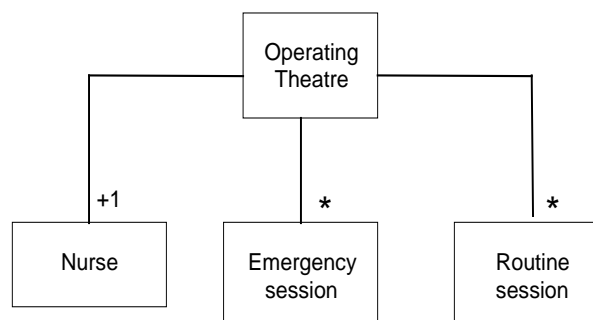 Operating
Theatre
+1
*
*
Nurse
Emergency
session
Routine
session